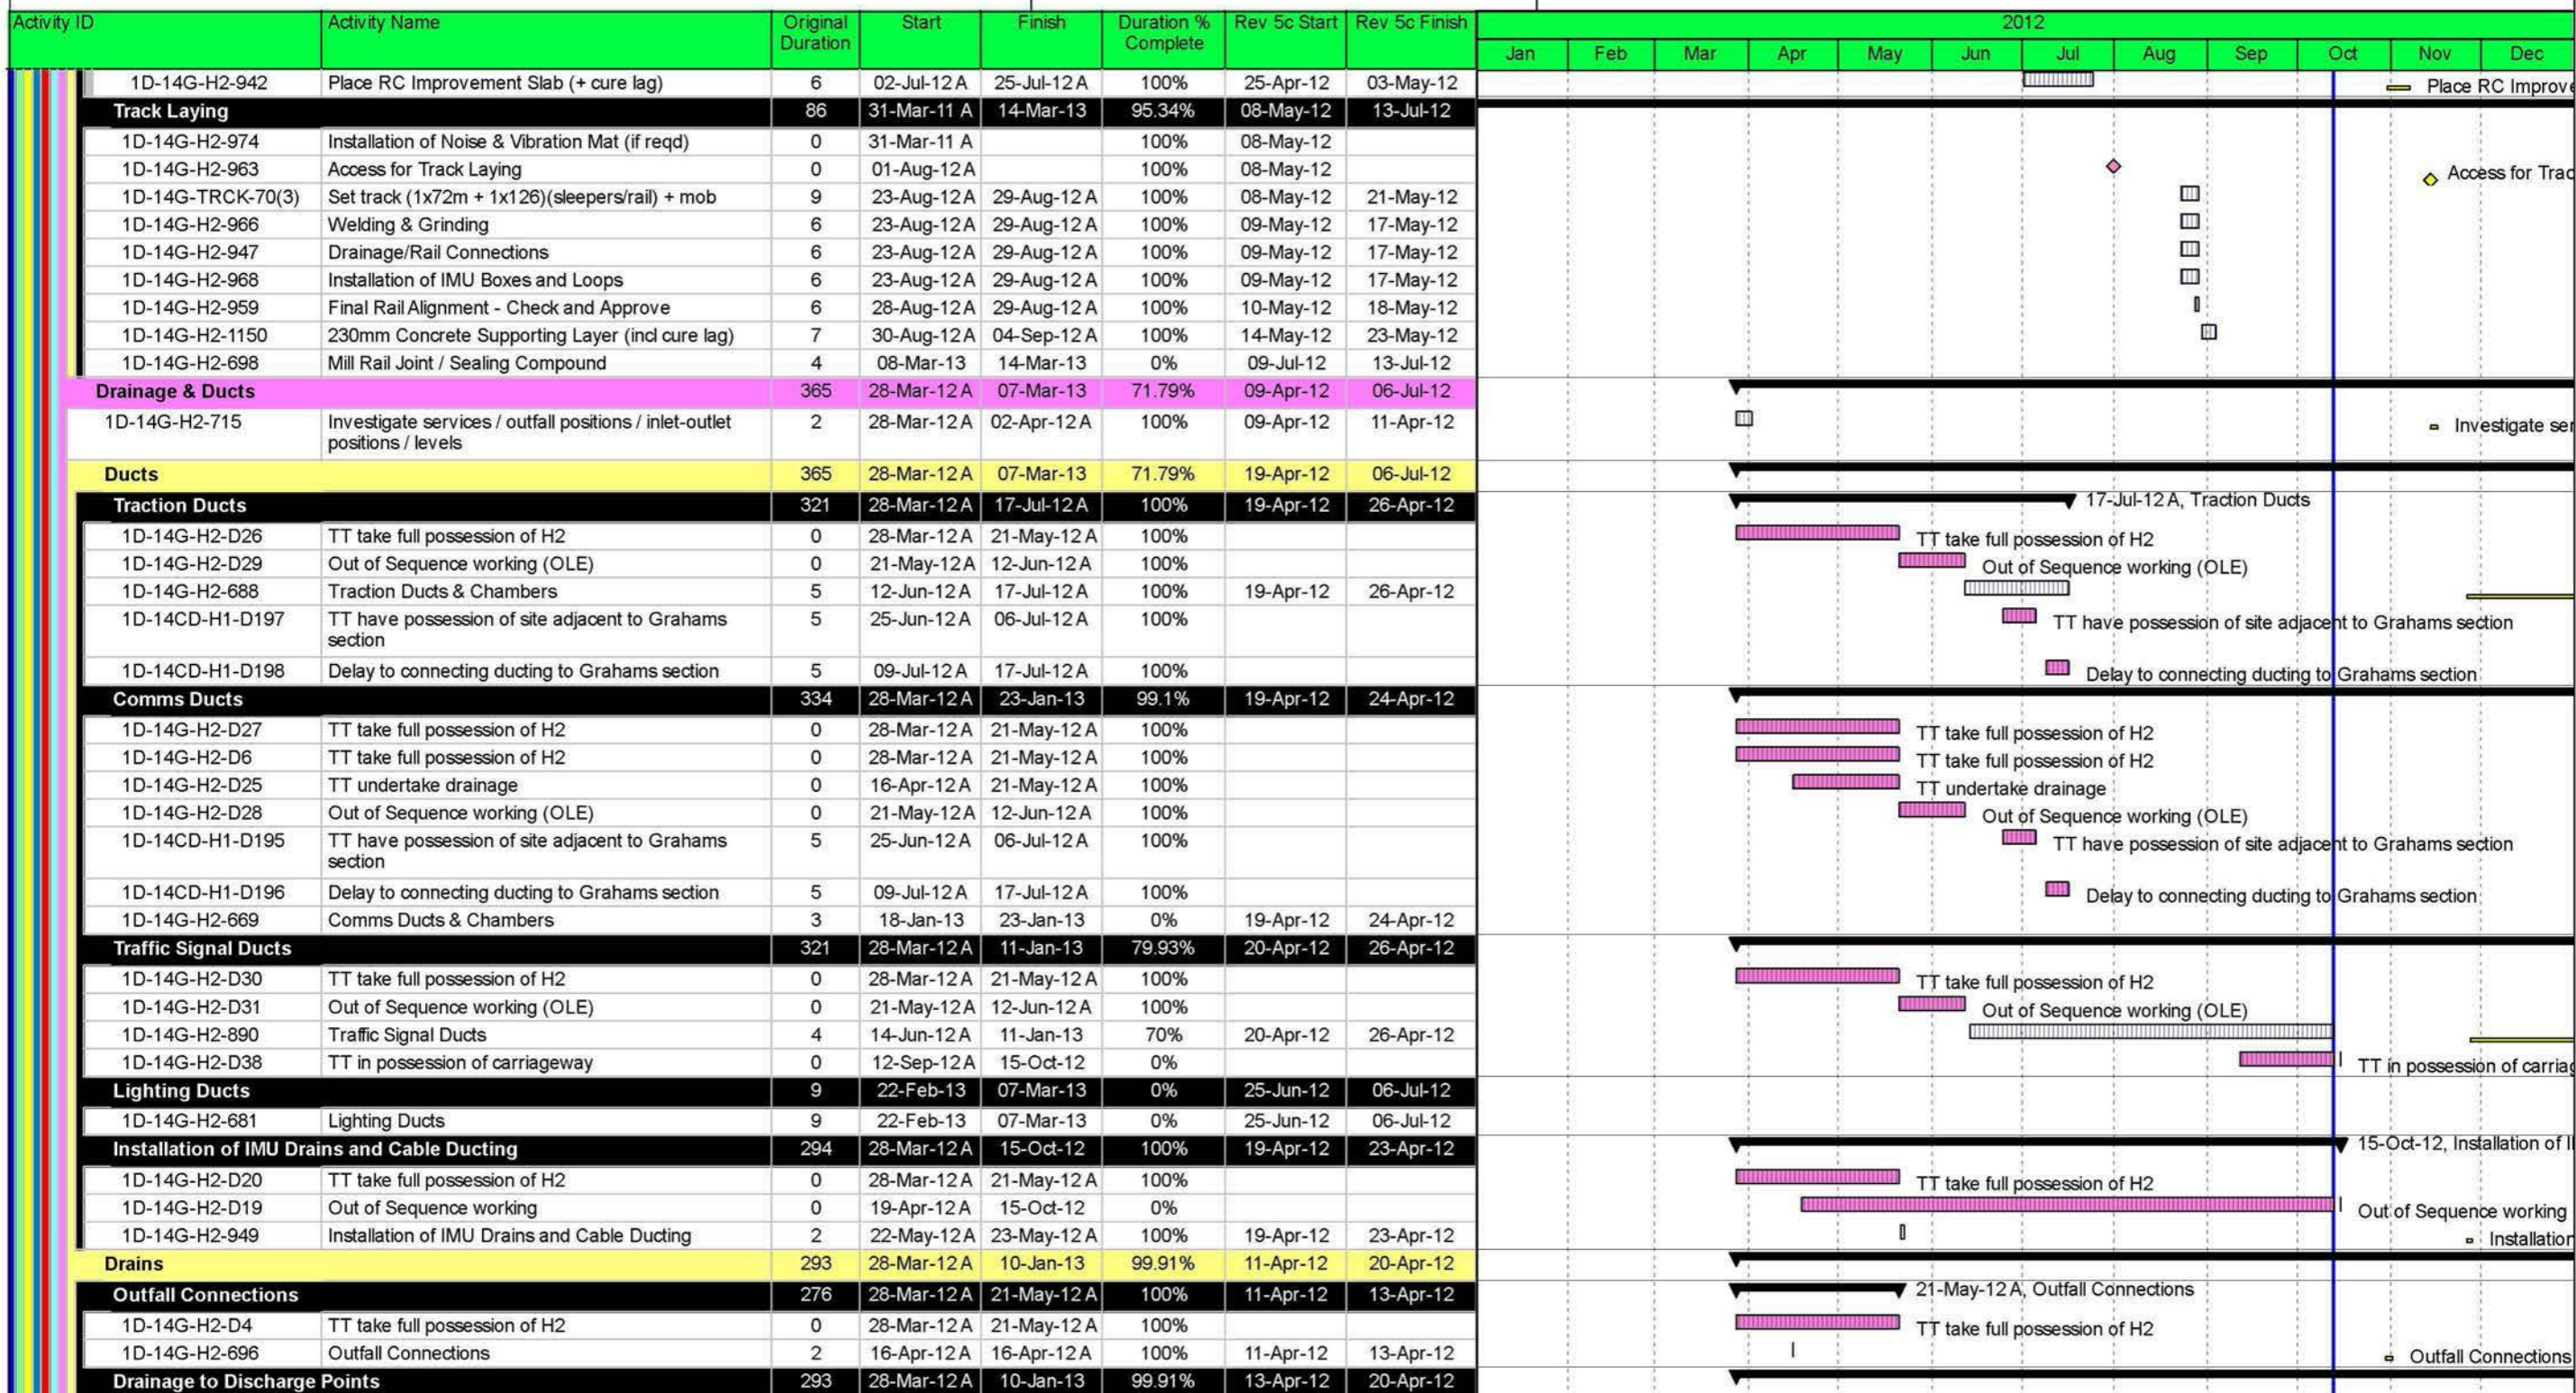 Activity ID Activity Name Original Duration Start Finish Duration % Complete Rev 5c Start Rev 5c Finish 2012
Jan Feb Mar Apr May Jun Jul Aug Sep Oct Nov Dec
1D-14G-H2-942 Place RC Improvement Slab (+ cure lag) 6 02-Jul-12 A 25-Jul-12 A 100% 25-Apr-12 03-May-12 Place RC Improve
Track Laying 86 31-Mar-11 A 14-Mar-13 95.34% 08-May-12 13-Jul-12
1D-14G-H2-974 Installation of Noise & Vibration Mat (if reqd) 0 31-Mar-11 A 100% 08-May-12
1D-14G-H2-963 Access for Track Laying 0 01-Aug-12 A 100% 08-May-12 Access for Trac
1D-14G-TRCK-70(3) Set track (1x72m + 1x126)(sleepers/rail) + mob 9 23-Aug-12 A 29-Aug-12 A 100% 08-May-12 21-May-12
1D-14G-H2-966 Welding & Grinding 6 23-Aug-12 A 29-Aug-12 A 100% 09-May-12 17-May-12
1D-14G-H2-947 Drainage/Rail Connections 6 23-Aug-12 A 29-Aug-12 A 100% 09-May-12 17-May-12
1D-14G-H2-968 Installation of IMU Boxes and Loops 6 23-Aug-12 A 29-Aug-12 A 100% 09-May-12 17-May-12
1D-14G-H2-959 Final Rail Alignment - Check and Approve 6 28-Aug-12 A 29-Aug-12 A 100% 10-May-12 18-May-12
1D-14G-H2-1150 230mm Concrete Supporting Layer (incl cure lag) 7 30-Aug-12 A 04-Sep-12 A 100% 14-May-12 23-May-12
1D-14G-H2-698 Mill Rail Joint / Sealing Compound 4 08-Mar-13 14-Mar-13 0% 09-Jul-12 13-Jul-12
Drainage & Ducts 365 28-Mar-12 A 07-Mar-13 71.79% 09-Apr-12 06-Jul-12
1D-14G-H2-715 Investigate services / outfall positions / inlet-outlet positions / levels 2 28-Mar-12 A 02-Apr-12 A 100% 09-Apr-12 11-Apr-12 Investigate ser
Ducts 365 28-Mar-12 A 07-Mar-13 71.79% 19-Apr-12 06-Jul-12
Traction Ducts 321 28-Mar-12 A 17-Jul-12 A 100% 19-Apr-12 26-Apr-12 17-Jul-12 A, Traction Ducts
1D-14G-H2-D26 TT take full possession of H2 0 28-Mar-12 A 21-May-12 A 100% TT take full possession of H2
1D-14G-H2-D29 Out of Sequence working (OLE) 0 21-May-12 A 12-Jun-12 A 100% Out of Sequence working (OLE)
1D-14G-H2-688 Traction Ducts & Chambers 5 12-Jun-12 A 17-Jul-12 A 100% 19-Apr-12 26-Apr-12
1D-14CD-H1-D197 TT have possession of site adjacent to Grahams section 5 25-Jun-12 A 06-Jul-12 A 100% TT have possession of site adjacent to Grahams section
1D-14CD-H1-D198 Delay to connecting ducting to Grahams section 5 09-Jul-12 A 17-Jul-12 A 100% Delay to connecting ducting to Grahams section
Comms Ducts 334 28-Mar-12 A 23-Jan-13 99.1% 19-Apr-12 24-Apr-12
1D-14G-H2-D27 TT take full possession of H2 0 28-Mar-12 A 21-May-12 A 100% TT take full possession of H2
1D-14G-H2-D6 TT take full possession of H2 0 28-Mar-12 A 21-May-12 A 100% TT take full possession of H2
1D-14G-H2-D25 TT undertake drainage 0 16-Apr-12 A 21-May-12 A 100% TT undertake drainage
1D-14G-H2-D28 Out of Sequence working (OLE) 0 21-May-12 A 12-Jun-12 A 100% Out of Sequence working (OLE)
1D-14CD-H1-D195 TT have possession of site adjacent to Grahams section 5 25-Jun-12 A 06-Jul-12 A 100% TT have possession of site adjacent to Grahams section
1D-14CD-H1-D196 Delay to connecting ducting to Grahams section 5 09-Jul-12 A 17-Jul-12 A 100% Delay to connecting ducting to Grahams section
1D-14G-H2-669 Comms Ducts & Chambers 3 18-Jan-13 23-Jan-13 0% 19-Apr-12 24-Apr-12
Traffic Signal Ducts 321 28-Mar-12 A 11-Jan-13 79.93% 20-Apr-12 26-Apr-12
1D-14G-H2-D30 TT take full possession of H2 0 28-Mar-12 A 21-May-12 A 100% TT take full possession of H2
1D-14G-H2-D31 Out of Sequence working (OLE) 0 21-May-12 A 12-Jun-12 A 100% Out of Sequence working (OLE)
1D-14G-H2-890 Traffic Signal Ducts 4 14-Jun-12 A 11-Jan-13 70% 20-Apr-12 26-Apr-12
1D-14G-H2-D38 TT in possession of carriageway 0 12-Sep-12 A 15-Oct-12 0% TT in possession of carriag
Lighting Ducts 9 22-Feb-13 07-Mar-13 0% 25-Jun-12 06-Jul-12
1D-14G-H2-681 Lighting Ducts 9 22-Feb-13 07-Mar-13 0% 25-Jun-12 06-Jul-12
Installation of IMU Drains and Cable Ducting 294 28-Mar-12 A 15-Oct-12 100% 19-Apr-12 23-Apr-12 15-Oct-12, Installation of I
1D-14G-H2-D20 TT take full possession of H2 0 28-Mar-12 A 21-May-12 A 100% TT take full possession of H2
1D-14G-H2-D19 Out of Sequence working 0 19-Apr-12 A 15-Oct-12 0% Out of Sequence working
1D-14G-H2-949 Installation of IMU Drains and Cable Ducting 2 22-May-12 A 23-May-12 A 100% 19-Apr-12 23-Apr-12 Installation
Drains 293 28-Mar-12 A 10-Jan-13 99.91% 11-Apr-12 20-Apr-12
Outfall Connections 276 28-Mar-12 A 21-May-12 A 100% 11-Apr-12 13-Apr-12 21-May-12 A, Outfall Connections
1D-14G-H2-D4 TT take full possession of H2 0 28-Mar-12 A 21-May-12 A 100% TT take full possession of H2
1D-14G-H2-696 Outfall Connections 2 16-Apr-12 A 16-Apr-12 A 100% 11-Apr-12 13-Apr-12 Outfall Connections
Drainage to Discharge Points 293 28-Mar-12 A 10-Jan-13 99.91% 13-Apr-12 20-Apr-12